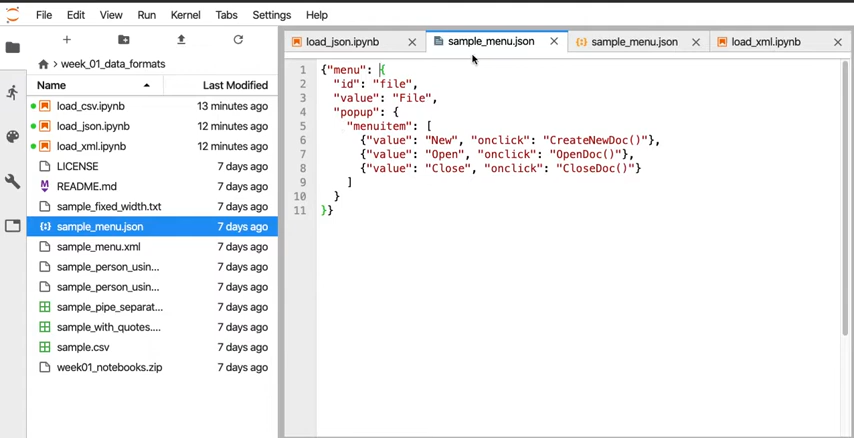 File Edit View Run Kernel Tabs Settings Help
load_json.ipynb sample_menu.json sample_menu.json load_xml.ipynb
week_01_data_formats
Name Last Modified
load_csv.ipynb 13 minutes ago
load_json.ipynb 12 minutes ago
load_xml.ipynb 12 minutes ago
LICENSE 7 days ago
README.md 7 days ago
sample_fixed_width.txt 7 days ago
sample_menu.json 7 days ago
sample_menu.xml 7 days ago
sample_person_usin... 7 days ago
sample_person_usin... 7 days ago
sample_pipe_separat... 7 days ago
sample_with_quotes.... 7 days ago
sample.csv 7 days ago
week01_notebooks.zip 7 days ago
1 {"menu": {
2 "id": "file",
3 "value": "File",
4 "popup": {
5 "menuitem": [
6 {"value": "New", "onclick": "CreateNewDoc()"},
7 {"value": "Open", "onclick": "OpenDoc()"},
8 {"value": "Close", "onclick": "CloseDoc()"}
9 ]
10 }
11 }}